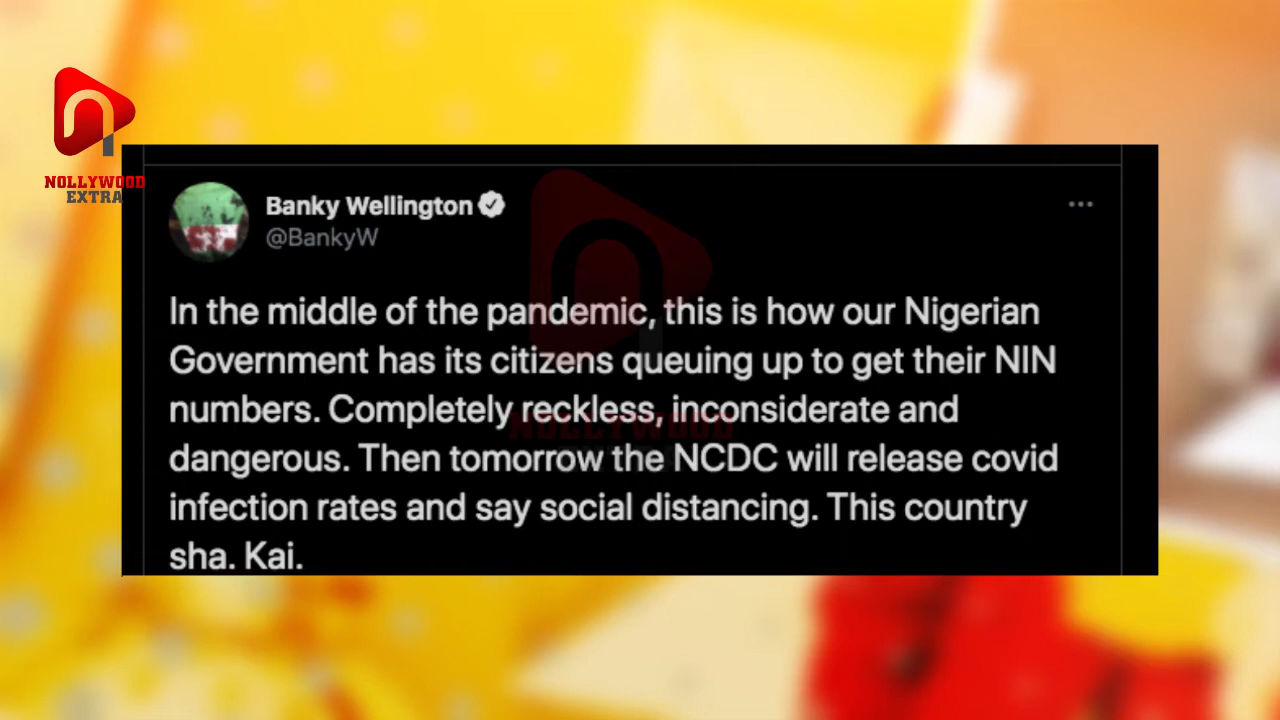 NOLLYWOOD
EXTRA
Banky Wellington
@BankyW
In the middle of the pandemic, this is how our Nigerian
Government has its citizens queuing up to get their NIN
numbers. Completely reckless, inconsiderate and
dangerous. Then tomorrow the NCDC will release covid
infection rates and say social distancing. This country
sha. Kai.
NOLLYWOOD
EXTRA